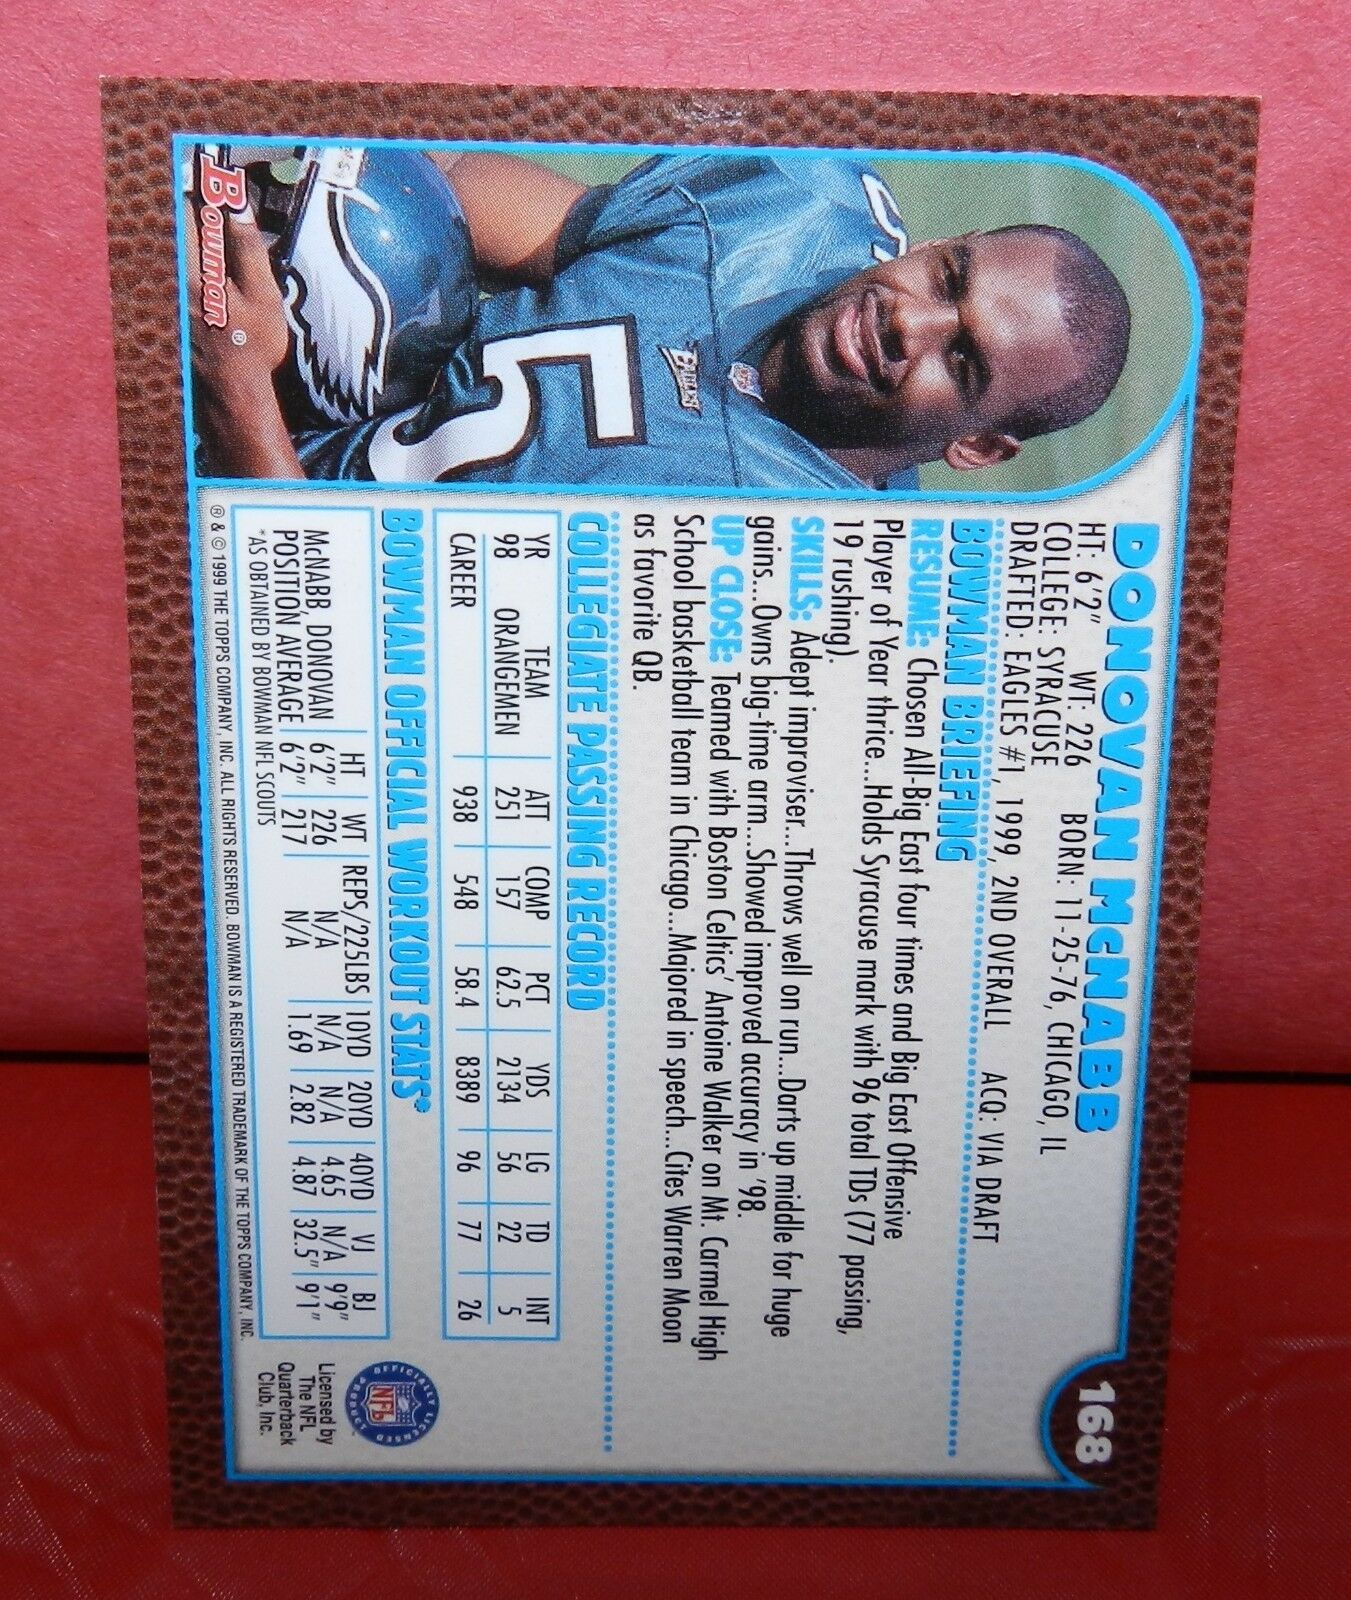 168
DONOVAN McNABB
HT: 6'2" WT: 226 BORN: 11-25-76, CHICAGO, IL
COLLEGE: SYRACUSE
DRAFTED: EAGLES #1, 1999, 2ND OVERALL ACQ: VIA DRAFT
BOWMAN BRIEFING
RESUME: Chosen All-Big East four times and Big East Offensive
Player of Year thrice...Holds Syracuse mark with 96 total TDs (77 passing,
19 rushing).
SKILLS: Adept improviser...Throws well on run...Darts up middle for huge
gains...Owns big-time arm...Showed improved accuracy in '98.
UP CLOSE: Teamed with Boston Celtics' Antoine Walker on Mt. Carmel High
School basketball team in Chicago...Majored in speech...Cites Warren Moon
as favorite QB.
COLLEGIATE PASSING RECORD
YR TEAM ATT COMP PCT YDS LG TD INT
98 ORANGEMEN 251 157 62.5 2134 56 22 5
CAREER 938 548 58.4 8389 96 77 26
BOWMAN OFFICIAL WORKOUT STATS*
HT WT REPS/225LBS 10YD 20YD 40YD VJ BJ
McNABB, DONOVAN 6'2" 226 N/A N/A N/A 4.65 N/A 9'9"
POSITION AVERAGE 6'2" 217 N/A 1.69 2.82 4.87 32.5" 9'1"
*AS OBTAINED BY BOWMAN NFL SCOUTS
® & © 1999 THE TOPPS COMPANY, INC. ALL RIGHTS RESERVED. BOWMAN IS A REGISTERED TRADEMARK OF THE TOPPS COMPANY, INC.
Bowman®
5
NFL
OFFICIALLY LICENSED PRODUCT
Licensed by
The NFL
Quarterback
Club, Inc.